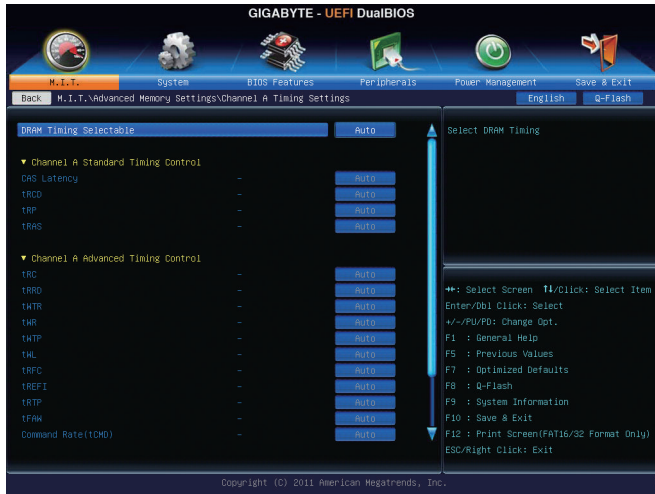 GIGABYTE - UEFI DualBIOS
M.I.T. System BIOS Features Peripherals Power Management Save & Exit
Back M.I.T.\Advanced Memory Settings\Channel A Timing Settings English Q-Flash
DRAM Timing Selectable Auto
▼ Channel A Standard Timing Control
CAS Latency - Auto
tRCD - Auto
tRP - Auto
tRAS - Auto
▼ Channel A Advanced Timing Control
tRC - Auto
tRRD - Auto
tWTR - Auto
tWR - Auto
tWTP - Auto
tWL - Auto
tRFC - Auto
tREFI - Auto
tRTP - Auto
tFAW - Auto
Command Rate(tCMD) - Auto
Select DRAM Timing
→←: Select Screen ↑↓/Click: Select Item
Enter/Dbl Click: Select
+/-/PU/PD: Change Opt.
F1 : General Help
F5 : Previous Values
F7 : Optimized Defaults
F8 : Q-Flash
F9 : System Information
F10 : Save & Exit
F12 : Print Screen(FAT16/32 Format Only)
ESC/Right Click: Exit
Copyright (C) 2011 American Megatrends, Inc.